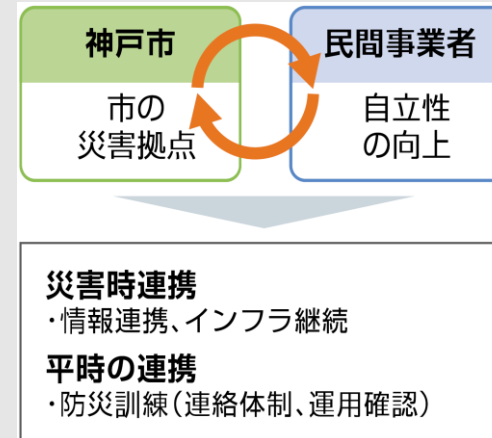 神戸市
市の
災害拠点
民間事業者
自立性
の向上
災害時連携
・情報連携、インフラ継続
平時の連携
・防災訓練（連絡体制、運用確認）